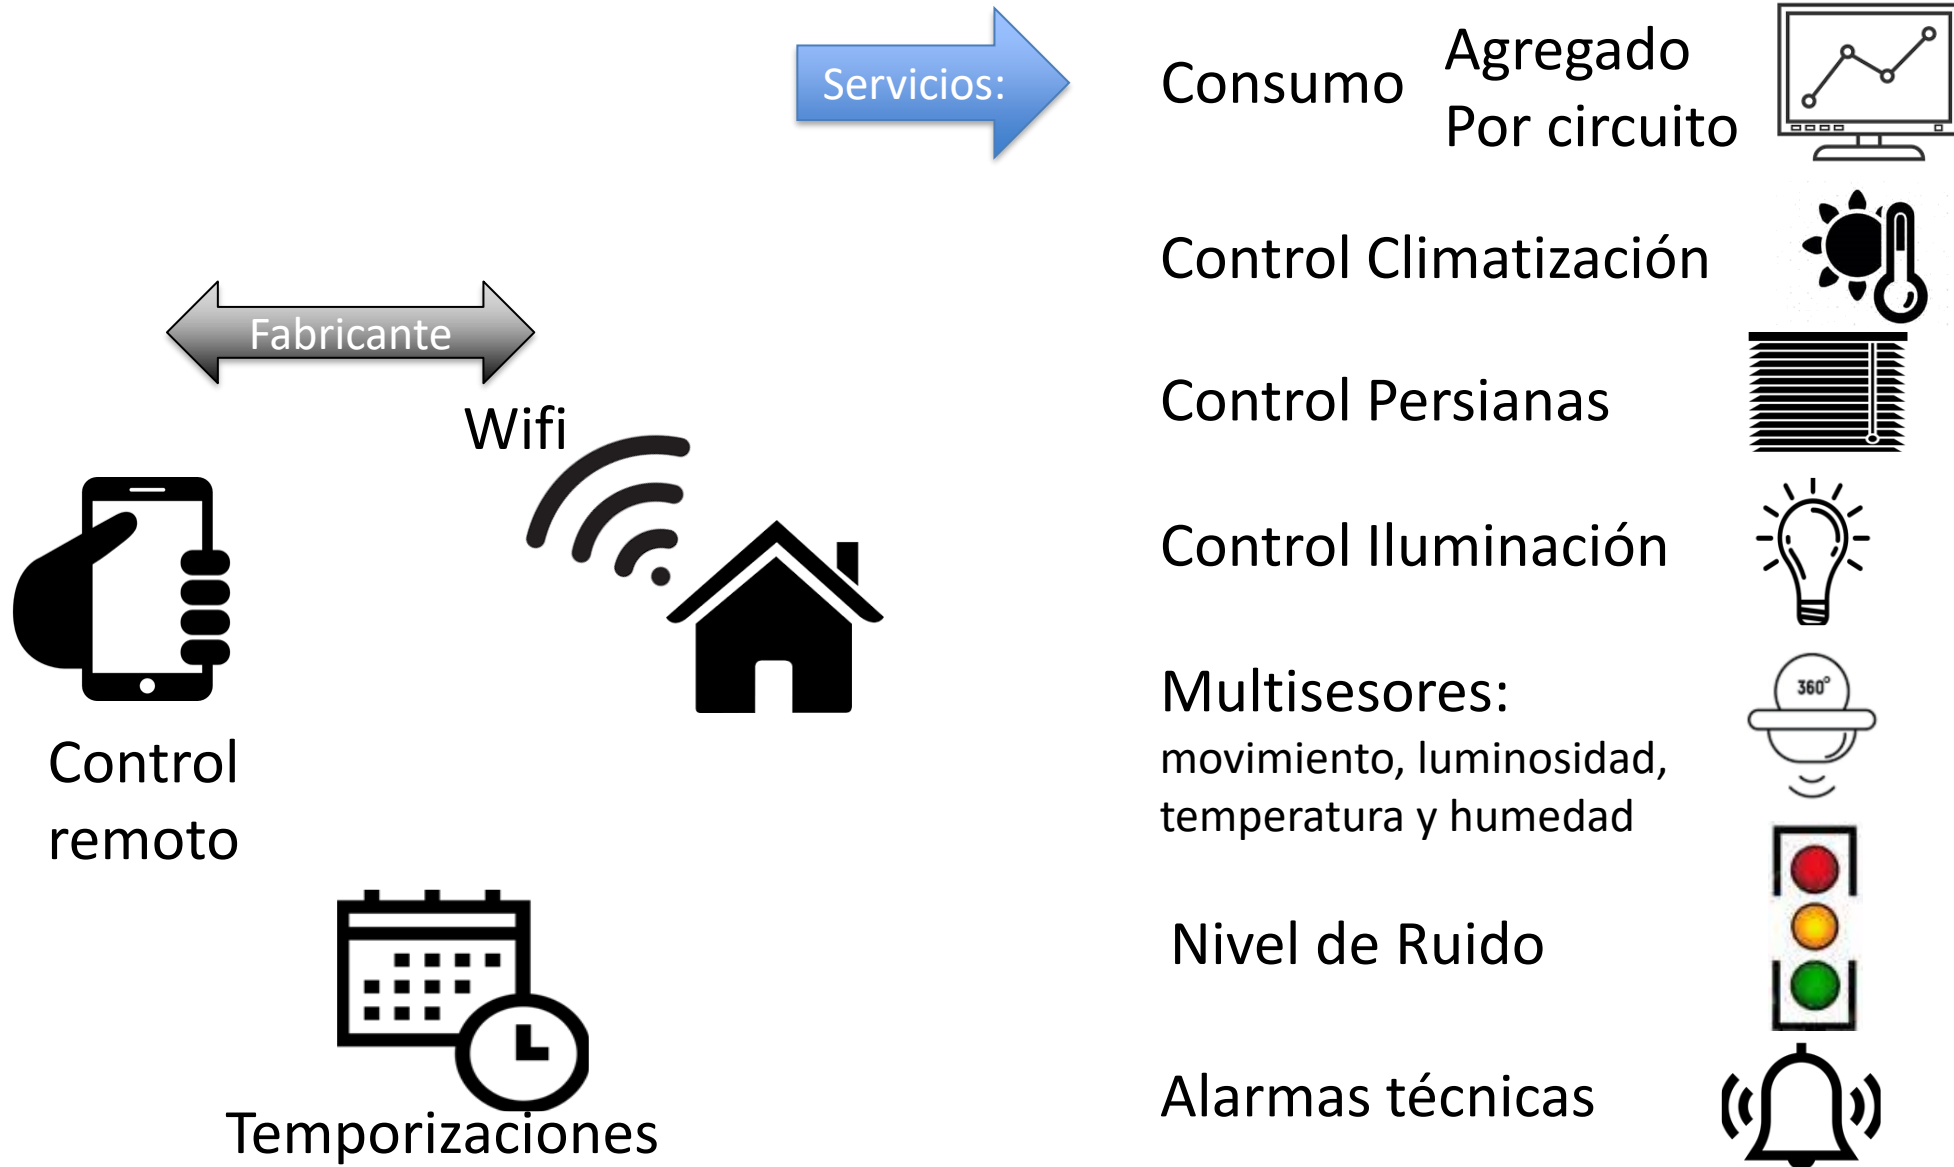 Servicios:
Consumo
Agregado
Por circuito
Control Climatización
Fabricante
Wifi
Control Persianas
Control Iluminación
Multisesores:
movimiento, luminosidad,
temperatura y humedad
360°
Control
remoto
Nivel de Ruido
Temporizaciones
Alarmas técnicas